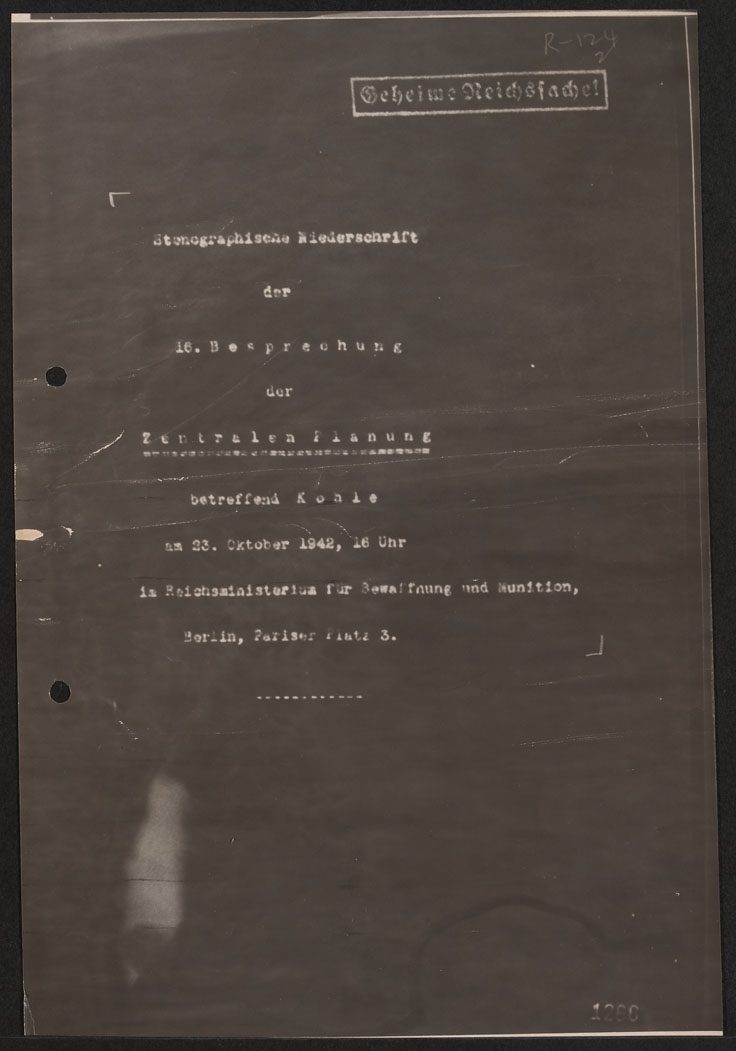 R-124
2
Geheime Reichssache!
Stenographische Niederschrift
der
16. Besprechung
der
Zentralen Planung
betreffend Kohle
am 23. Oktober 1942, 16 Uhr
im Reichsministerium für Bewaffnung und Munition,
Berlin, Pariser Platz 3.